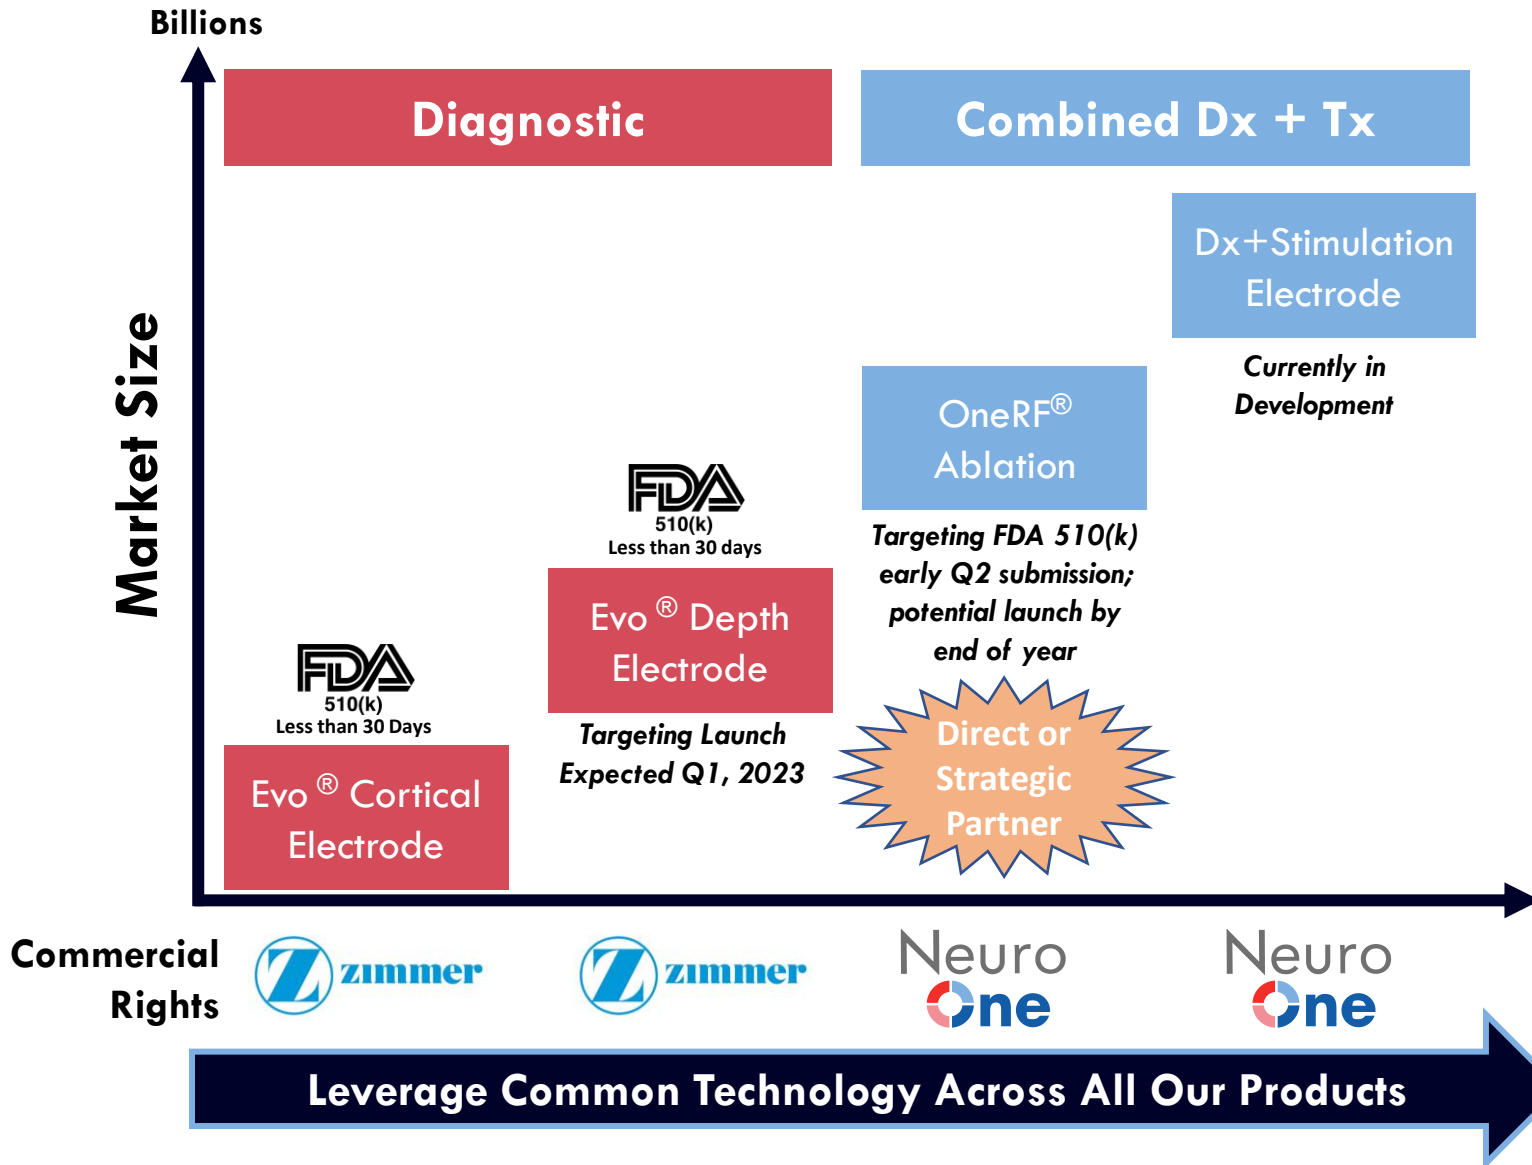 Billions
Diagnostic
Combined Dx + Tx
Dx+Stimulation
Electrode
Currently in
Development
OneRF®
Ablation
Targeting FDA 510(k)
early Q2 submission;
potential launch by
end of year
Direct or
Strategic
Partner
FDA
510(k)
Less than 30 days
Evo ® Depth
Electrode
Targeting Launch
Expected Q1, 2023
FDA
510(k)
Less than 30 Days
Evo ® Cortical
Electrode
Market Size
Commercial
Rights
Z zimmer
Z zimmer
Neuro
One
Neuro
One
Leverage Common Technology Across All Our Products